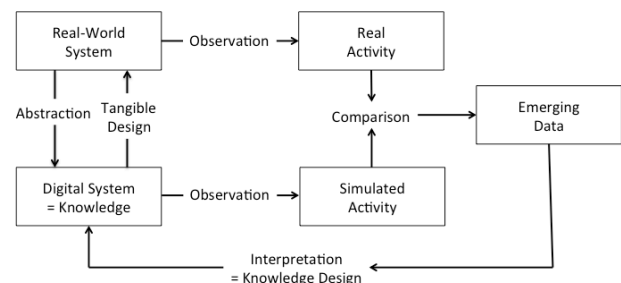 Real-World
System
Observation
Real
Activity
Abstraction
Tangible
Design
Comparison
Emerging
Data
Digital System
= Knowledge
Observation
Simulated
Activity
Interpretation
= Knowledge Design